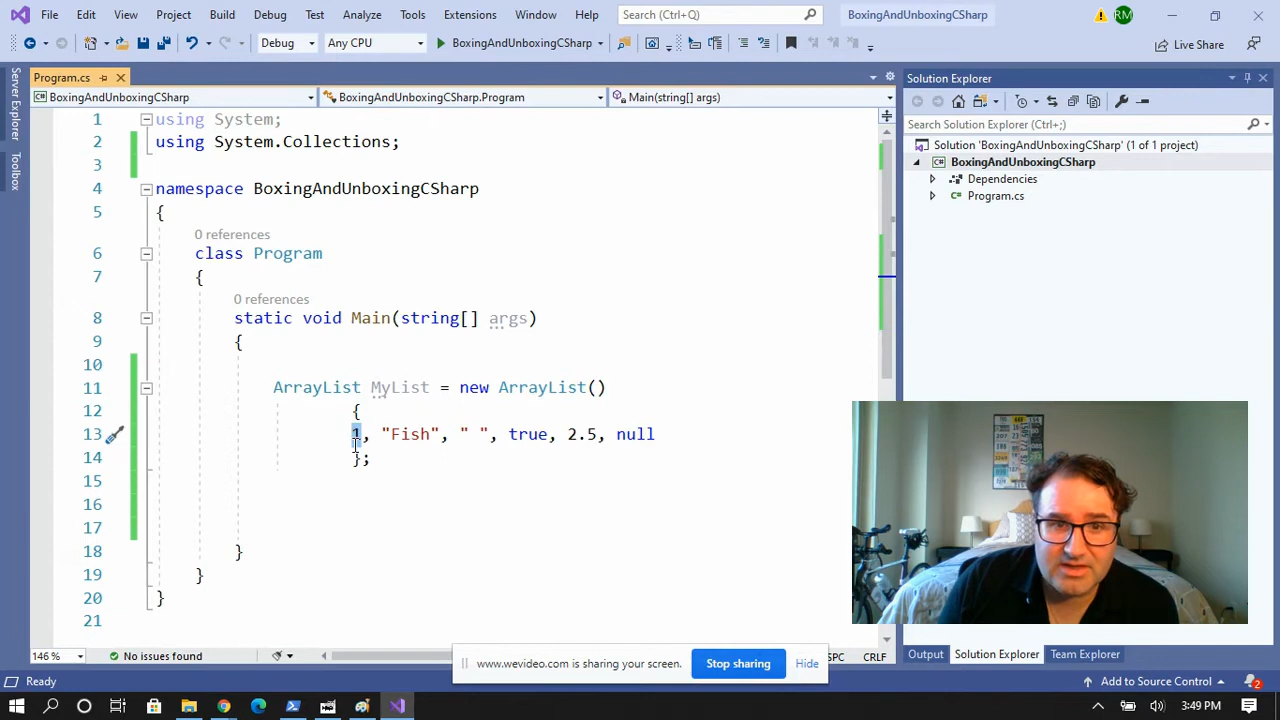 File Edit View Project Build Debug Test Analyze Tools Extensions Window Help Search (Ctrl+Q) BoxingAndUnboxingCSharp RM
Debug Any CPU BoxingAndUnboxingCSharp Live Share
Server Explorer
Toolbox
Program.cs
BoxingAndUnboxingCSharp BoxingAndUnboxingCSharp.Program Main(string[] args)
1 using System;
2 using System.Collections;
3
4 namespace BoxingAndUnboxingCSharp
5 {
0 references
6 class Program
7 {
0 references
8 static void Main(string[] args)
9 {
10
11 ArrayList MyList = new ArrayList()
12 {
13 1, "Fish", " ", true, 2.5, null
14 };
15
16
17
18 }
19 }
20 }
21
146 % No issues found SPC CRLF
Solution Explorer
Search Solution Explorer (Ctrl+;)
Solution 'BoxingAndUnboxingCSharp' (1 of 1 project)
BoxingAndUnboxingCSharp
Dependencies
Program.cs
Output Solution Explorer Team Explorer
www.wevideo.com is sharing your screen. Stop sharing Hide
Ready Add to Source Control 2
3:49 PM